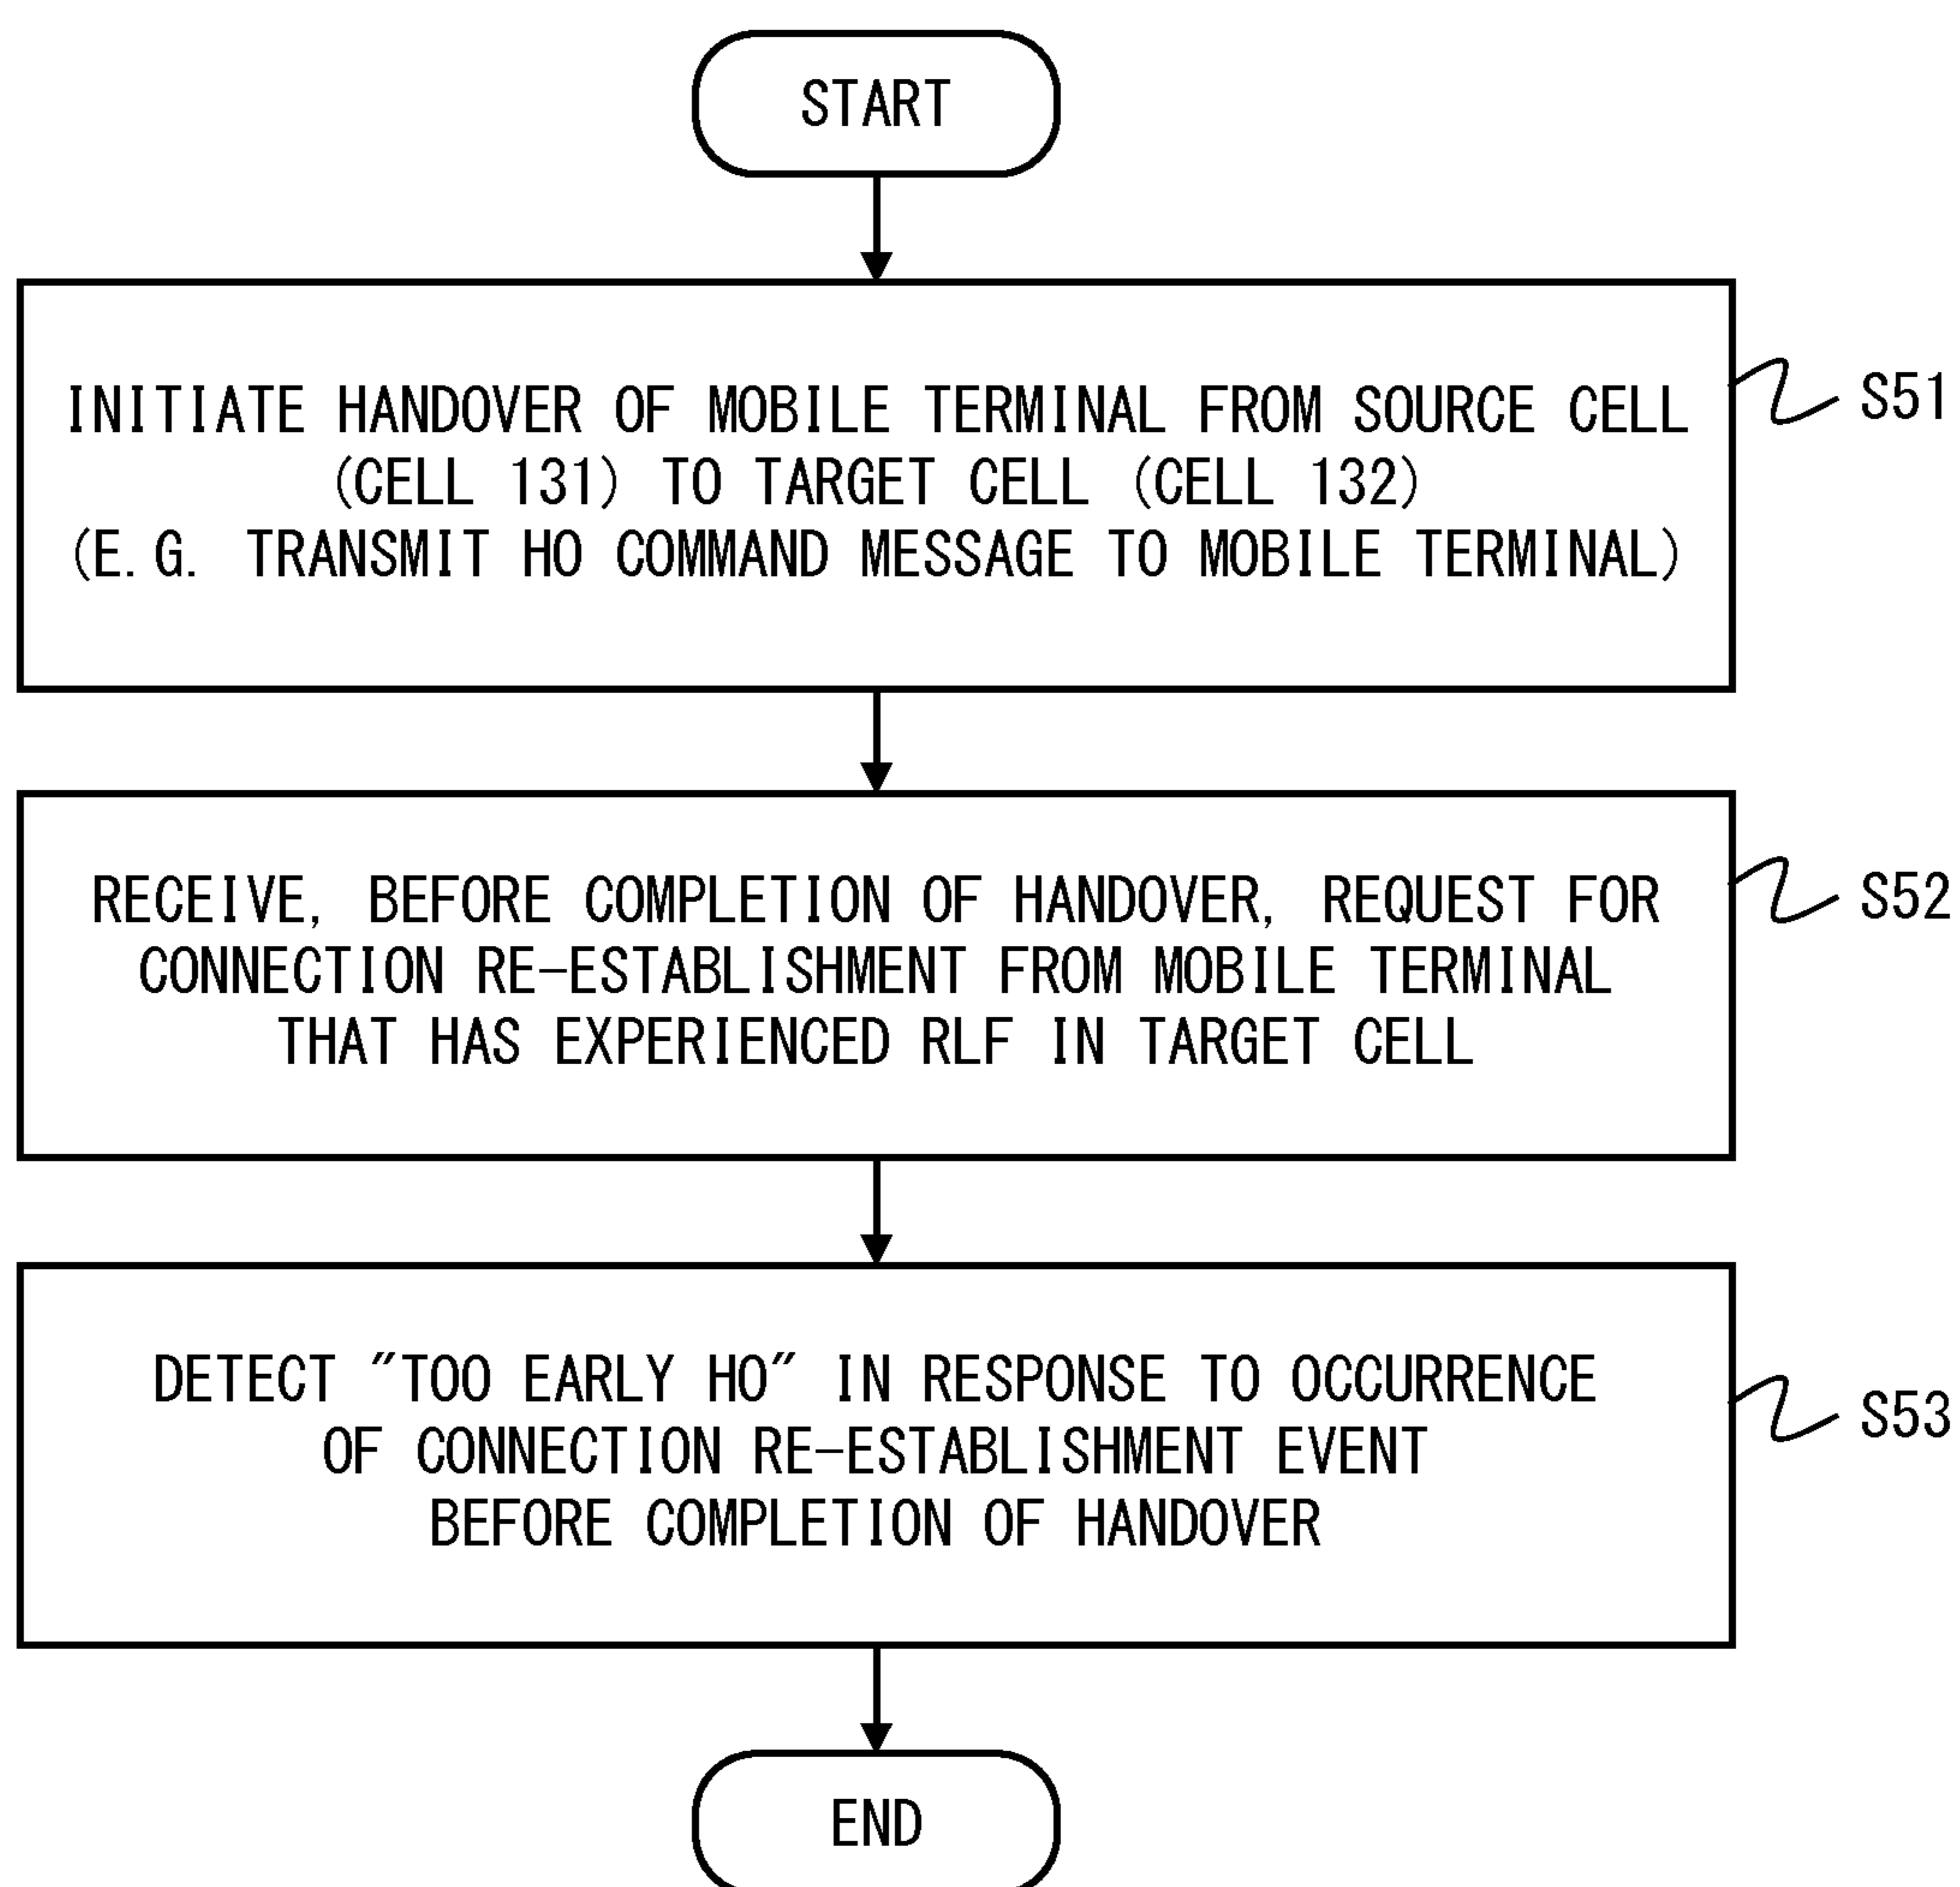 START
INITIATE HANDOVER OF MOBILE TERMINAL FROM SOURCE CELL
(CELL 131) TO TARGET CELL (CELL 132)
(E.G. TRANSMIT HO COMMAND MESSAGE TO MOBILE TERMINAL)
S51
RECEIVE, BEFORE COMPLETION OF HANDOVER, REQUEST FOR
CONNECTION RE-ESTABLISHMENT FROM MOBILE TERMINAL
THAT HAS EXPERIENCED RLF IN TARGET CELL
S52
DETECT "TOO EARLY HO" IN RESPONSE TO OCCURRENCE
OF CONNECTION RE-ESTABLISHMENT EVENT
BEFORE COMPLETION OF HANDOVER
S53
END